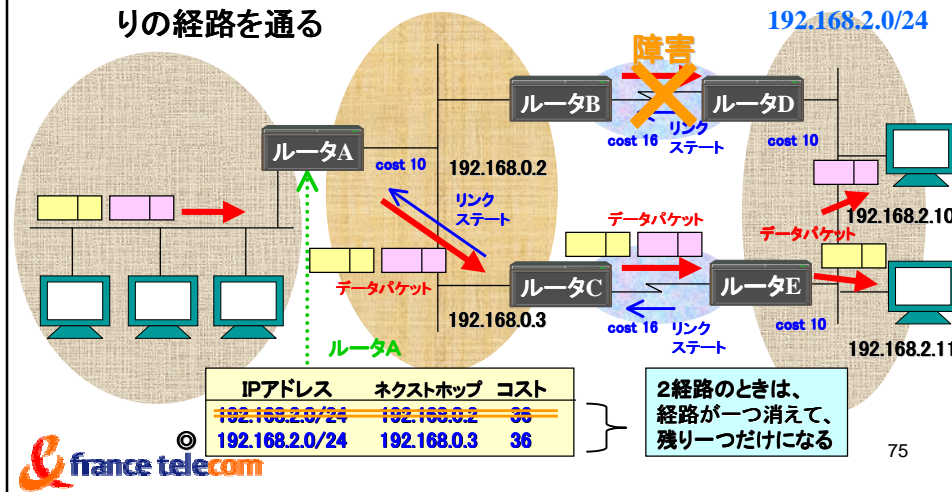 りの経路を通る
192.168.2.0/24
障害
ルータB
ルータD
cost 16
リンク
ステート
cost 10
ルータA
cost 10
192.168.0.2
リンク
ステート
データパケット
192.168.2.10
データパケット
データパケット
ルータC
ルータE
192.168.0.3
cost 16
リンク
ステート
cost 10
192.168.2.11
ルータA
IPアドレス ネクストホップ コスト
192.168.2.0/24 192.168.0.2 36
192.168.2.0/24 192.168.0.3 36
2経路のときは、
経路が一つ消えて、
残り一つだけになる
©
france telecom
75